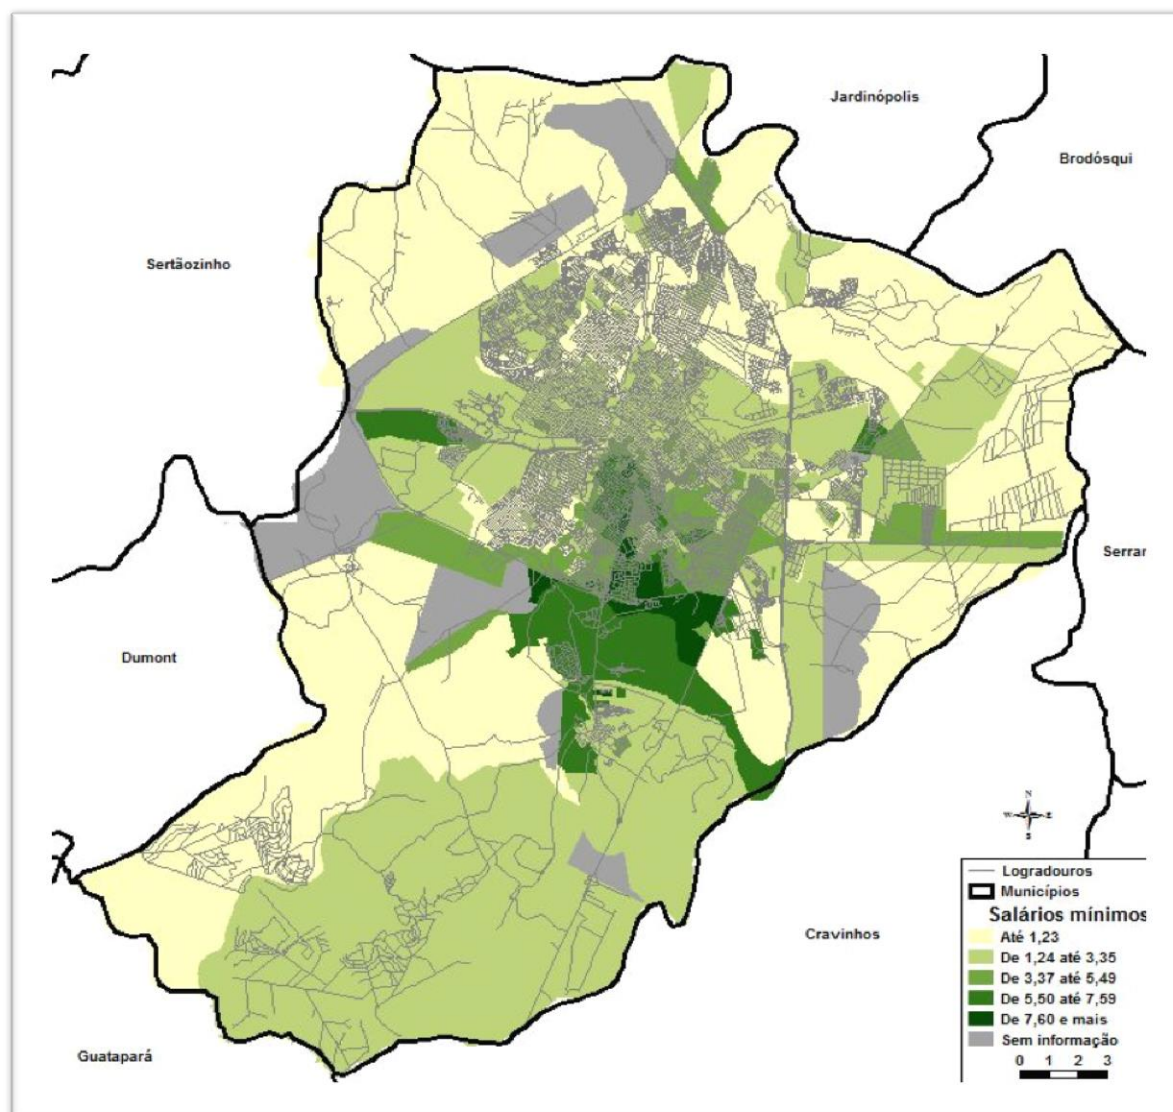 Jardinópolis
Brodósqui
Sertãozinho
Serrar
Dumont
N
W E
S
Logradouros
Municípios
Salários mínimos
Até 1,23
De 1,24 até 3,35
De 3,37 até 5,49
De 5,50 até 7,59
De 7,60 e mais
Sem informação
0 1 2 3
Cravinhos
Guatapará